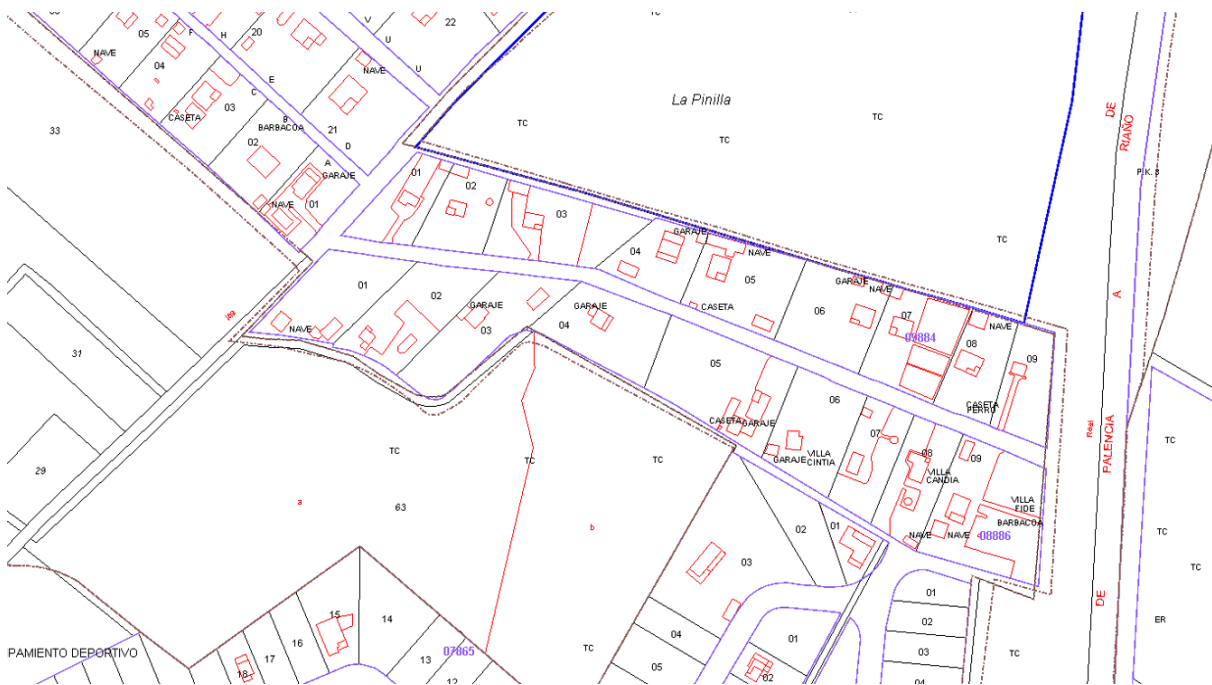 05
F
H
20
V
22
U
TC
NAVE
04
E
NAVE
U
C
La Pinilla
DE
RIAÑO
CASETA
03
B
BARBACOA
21
D
TC
TC
TC
33
02
A
GARAJE
P.K. 3
01
02
NAVE
01
03
GARAJE
NAVE
04
TC
01
02
05
GARAJE
NAVE
A
GARAJE
GARAJE
CASETA
06
07
NAVE
03
04
08884
NAVE
08
09
31
05
06
CASETA
PERRO
CASETA
GARAJE
07
Real
PALENCIA
TC
TC
TC
TC
GARAJE
VILLA
CINTIA
08
09
VILLA
CANDIA
29
a
63
b
VILLA
FIDE
BARBACOA
02
01
NAVE
NAVE
08886
TC
03
TC
01
DE
15
14
02
ER
04
01
16
PAMIENTO DEPORTIVO
17
13
07865
TC
03
TC
18
12
05
02
04